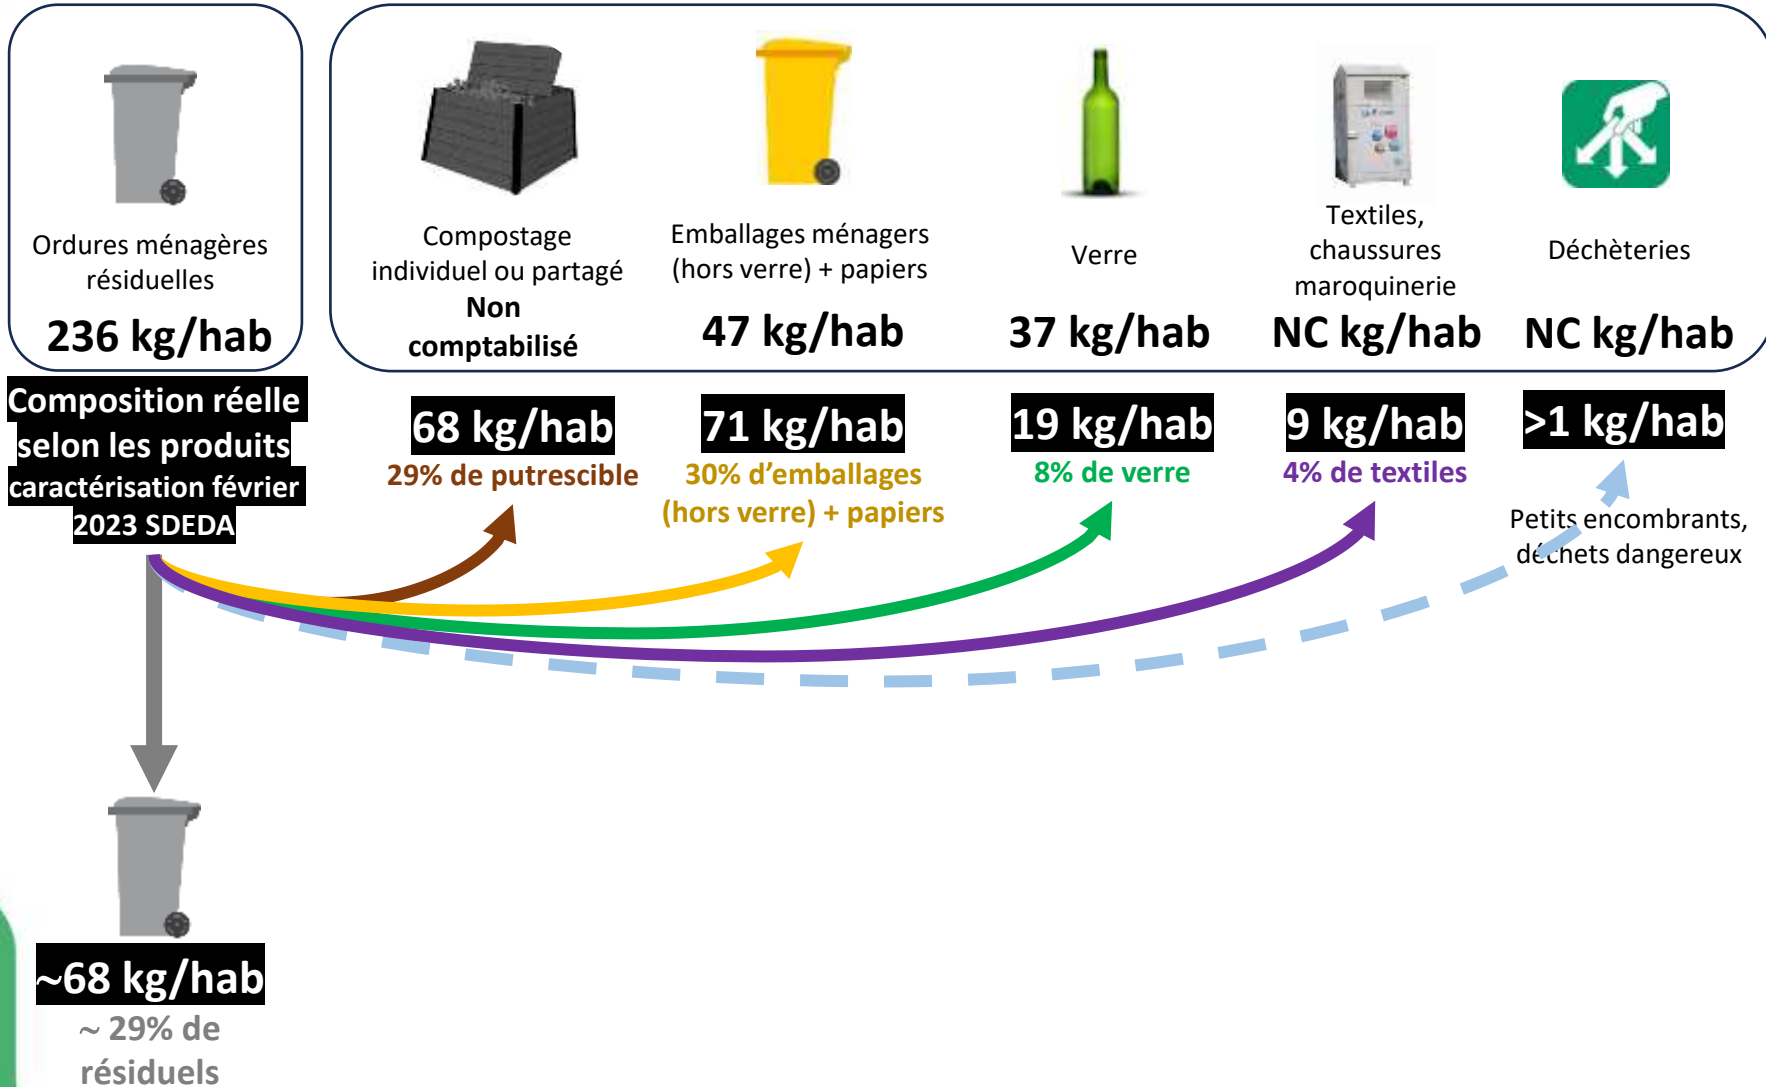 Ordures ménagères
résiduelles
236 kg/hab
Compostage
individuel ou partagé
Non
comptabilisé
Emballages ménagers
(hors verre) + papiers
47 kg/hab
Verre
37 kg/hab
Textiles,
chaussures
maroquinerie
NC kg/hab
Déchèteries
NC kg/hab
Composition réelle
selon les produits
caractérisation février
2023 SDEDA
68 kg/hab
29% de putrescible
71 kg/hab
30% d’emballages
(hors verre) + papiers
19 kg/hab
8% de verre
9 kg/hab
4% de textiles
>1 kg/hab
Petits encombrants,
déchets dangereux
~68 kg/hab
~ 29% de
résiduels